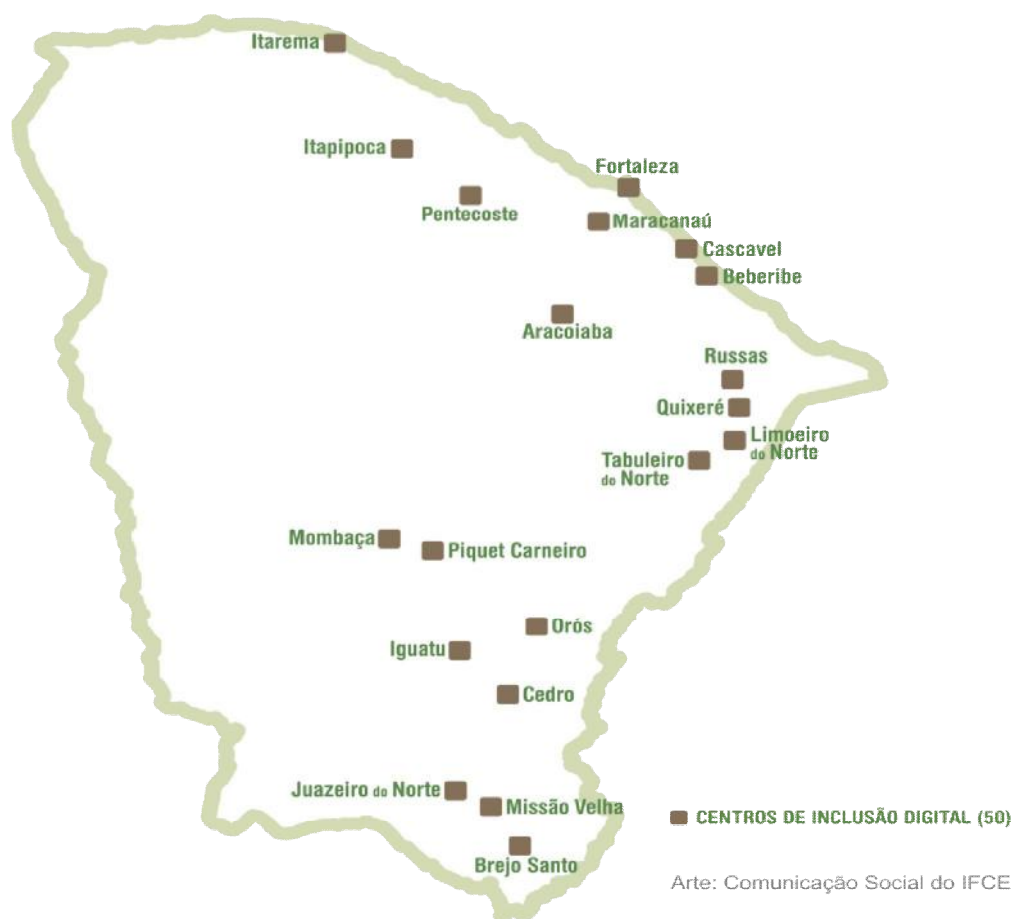 Itarema
Itapipoca
Fortaleza
Pentecoste
Maracanaú
Cascavel
Beberibe
Aracoiaba
Russas
Quixeré
Limoeiro
do Norte
Tabuleiro
do Norte
Mombaça
Piquet Carneiro
Orós
Iguatu
Cedro
Juazeiro do Norte
Missão Velha
CENTROS DE INCLUSÃO DIGITAL (50)
Brejo Santo
Arte: Comunicação Social do IFCE